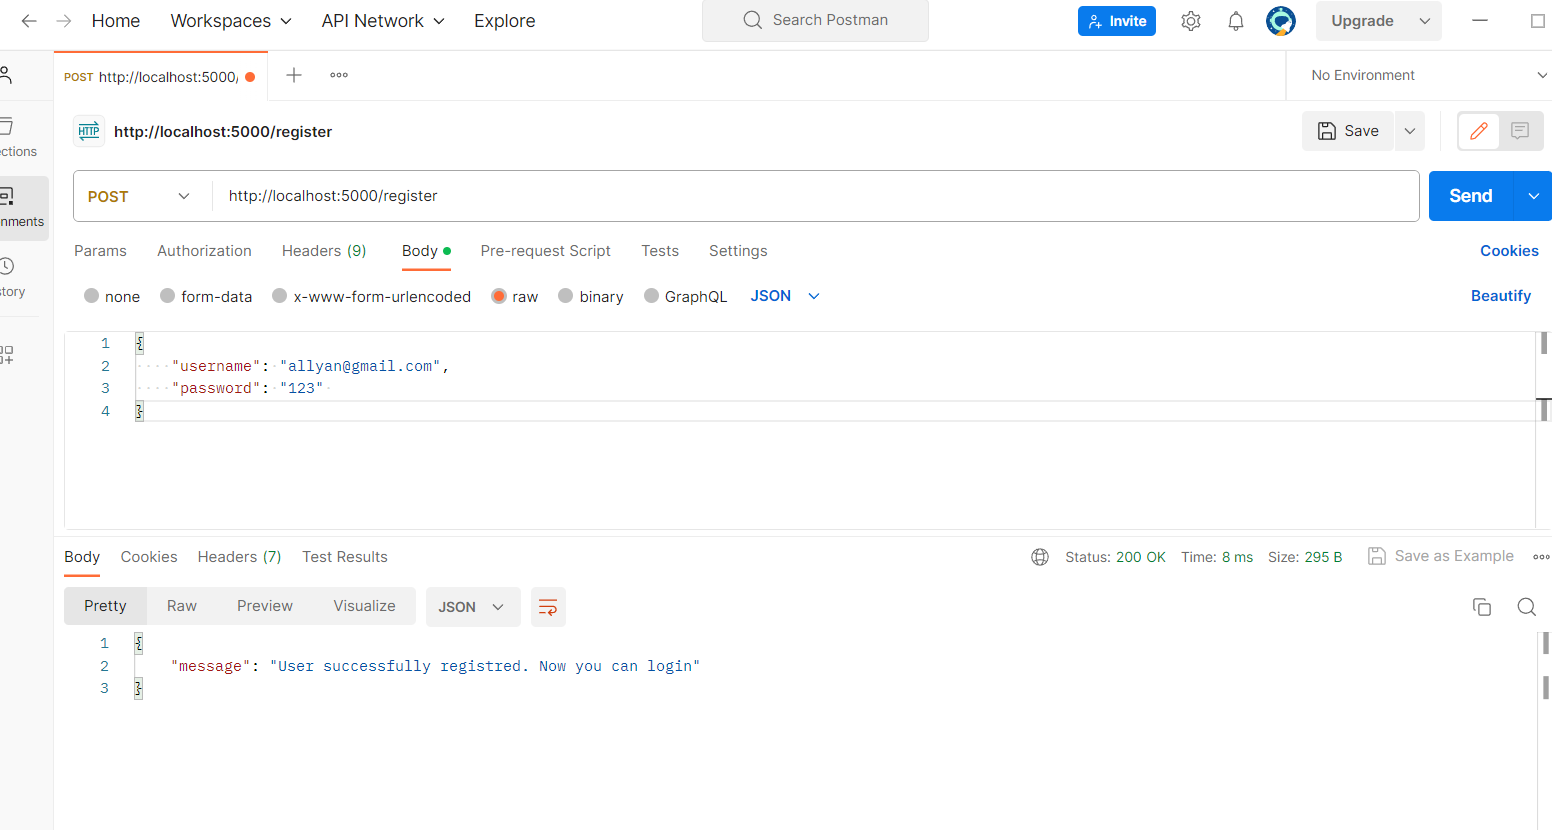 Home Workspaces API Network Explore Search Postman Invite Upgrade
POST http://localhost:5000/ No Environment
HTTP http://localhost:5000/register Save
ctions
POST http://localhost:5000/register Send
nments
Params Authorization Headers (9) Body Pre-request Script Tests Settings Cookies
story
none form-data x-www-form-urlencoded raw binary GraphQL JSON Beautify
1 {
2 "username": "allyan@gmail.com",
3 "password": "123"
4 }
Body Cookies Headers (7) Test Results Status: 200 OK Time: 8 ms Size: 295 B Save as Example
Pretty Raw Preview Visualize JSON
1 {
2 "message": "User successfully registred. Now you can login"
3 }